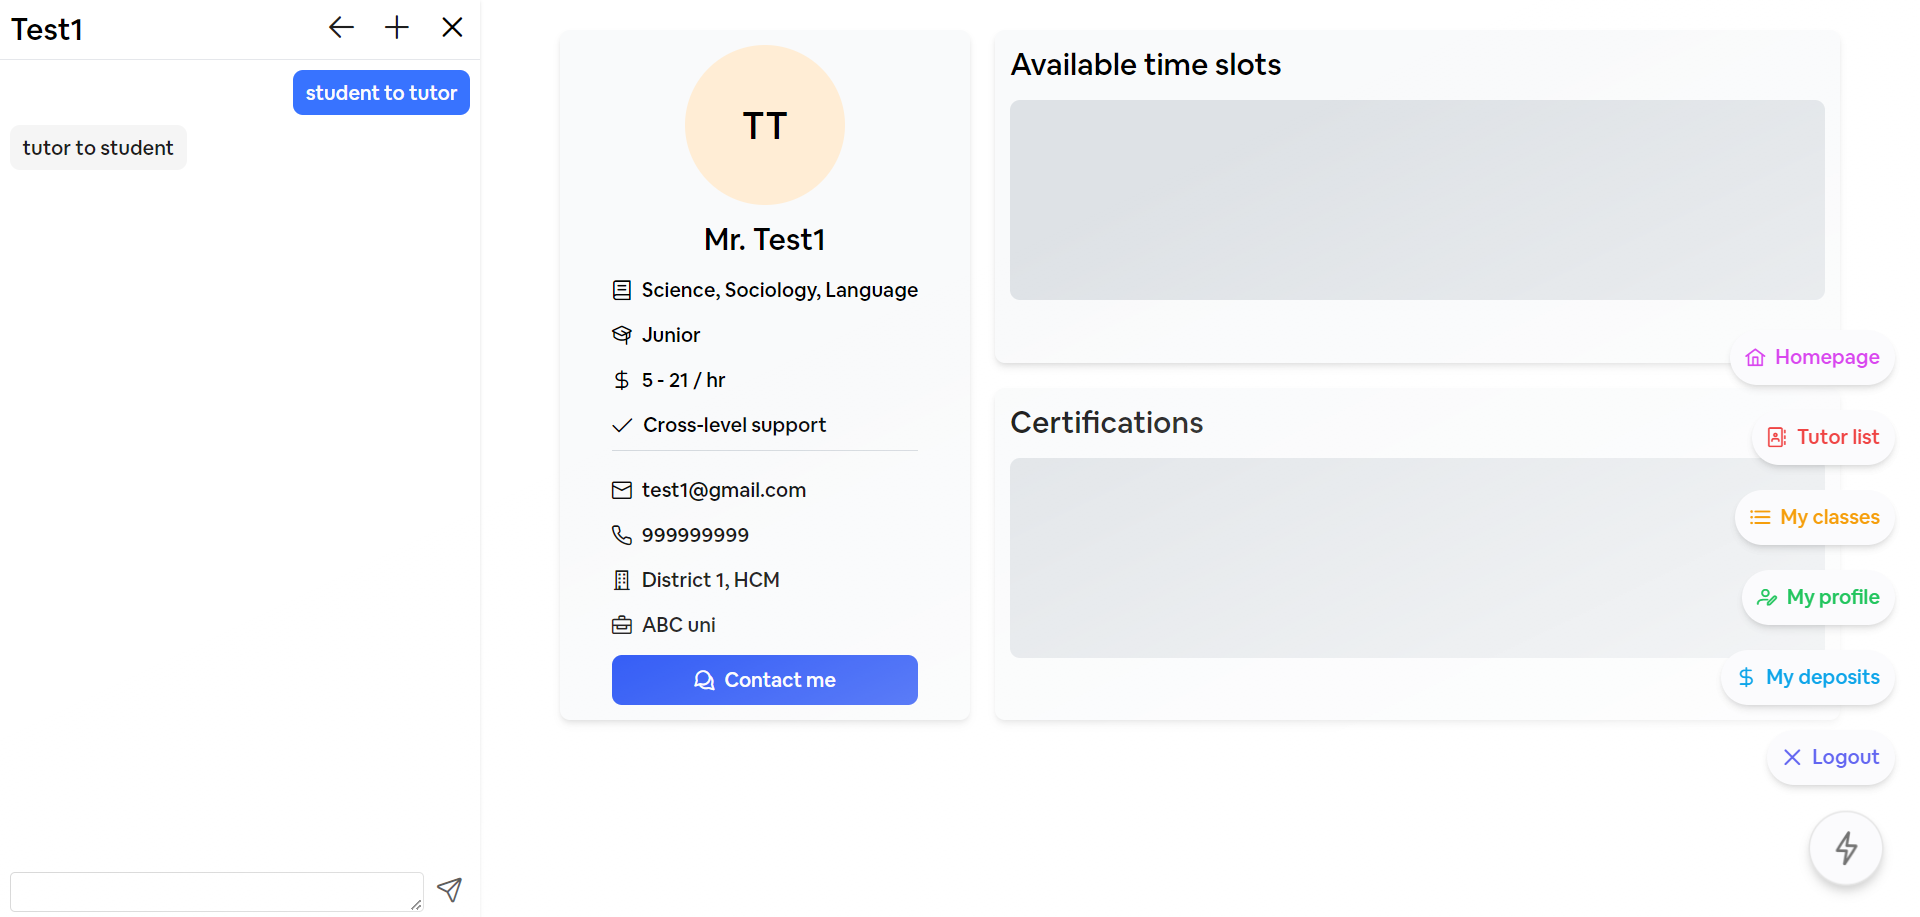 Test1
student to tutor
tutor to student
TT
Mr. Test1
Science, Sociology, Language
Junior
5 - 21 / hr
Cross-level support
test1@gmail.com
999999999
District 1, HCM
ABC uni
Contact me
Available time slots
Certifications
Homepage
Tutor list
My classes
My profile
My deposits
Logout